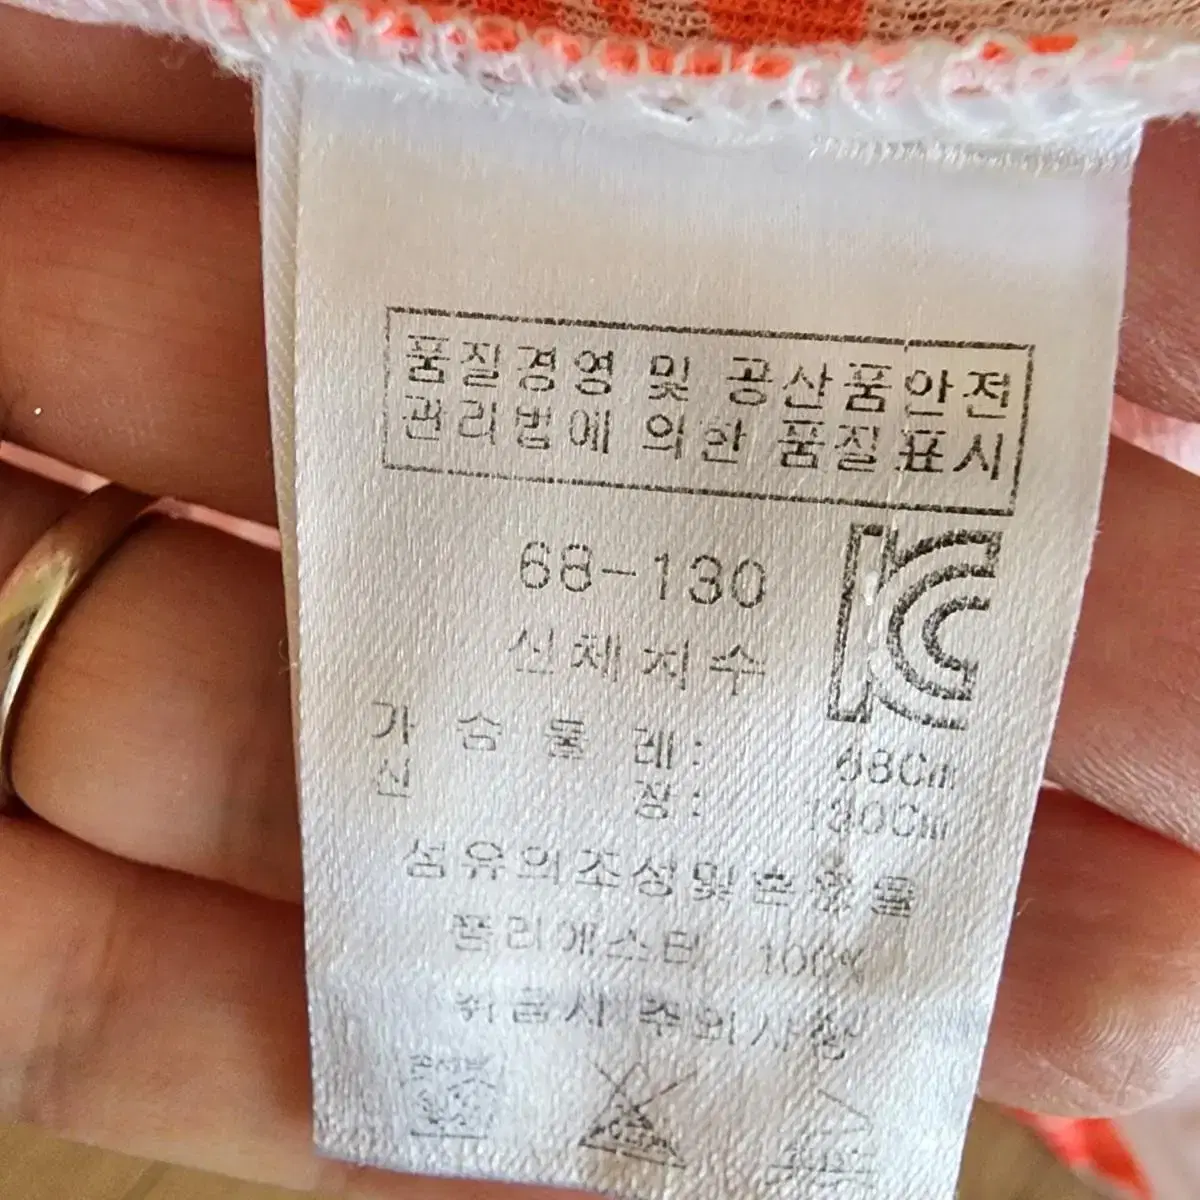 품질경영 및 공산품안전
관리법에 의한 품질표시
68-130
KC
신체치수
가 슴 둘 레: 68Cm
신 장: 130Cm
섬유의조성및혼용율
폴리에스터 100%
취급시 주의사항